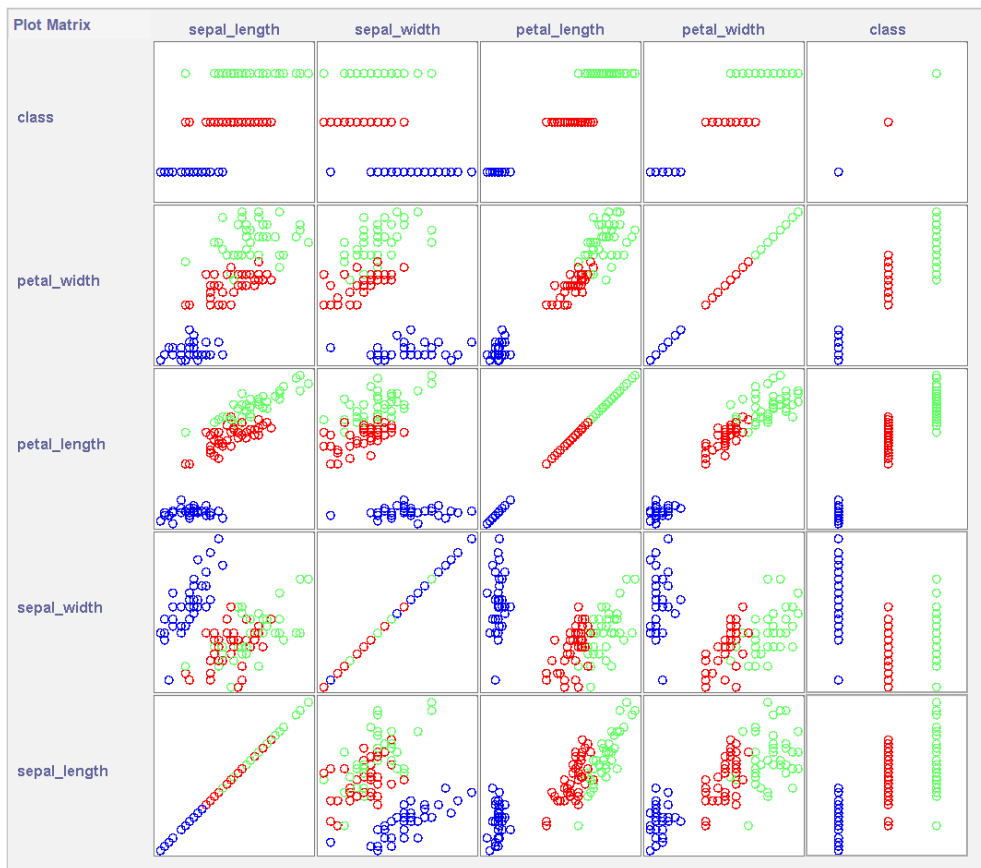 Plot Matrix
sepal_length sepal_width petal_length petal_width class
class
petal_width
petal_length
sepal_width
sepal_length